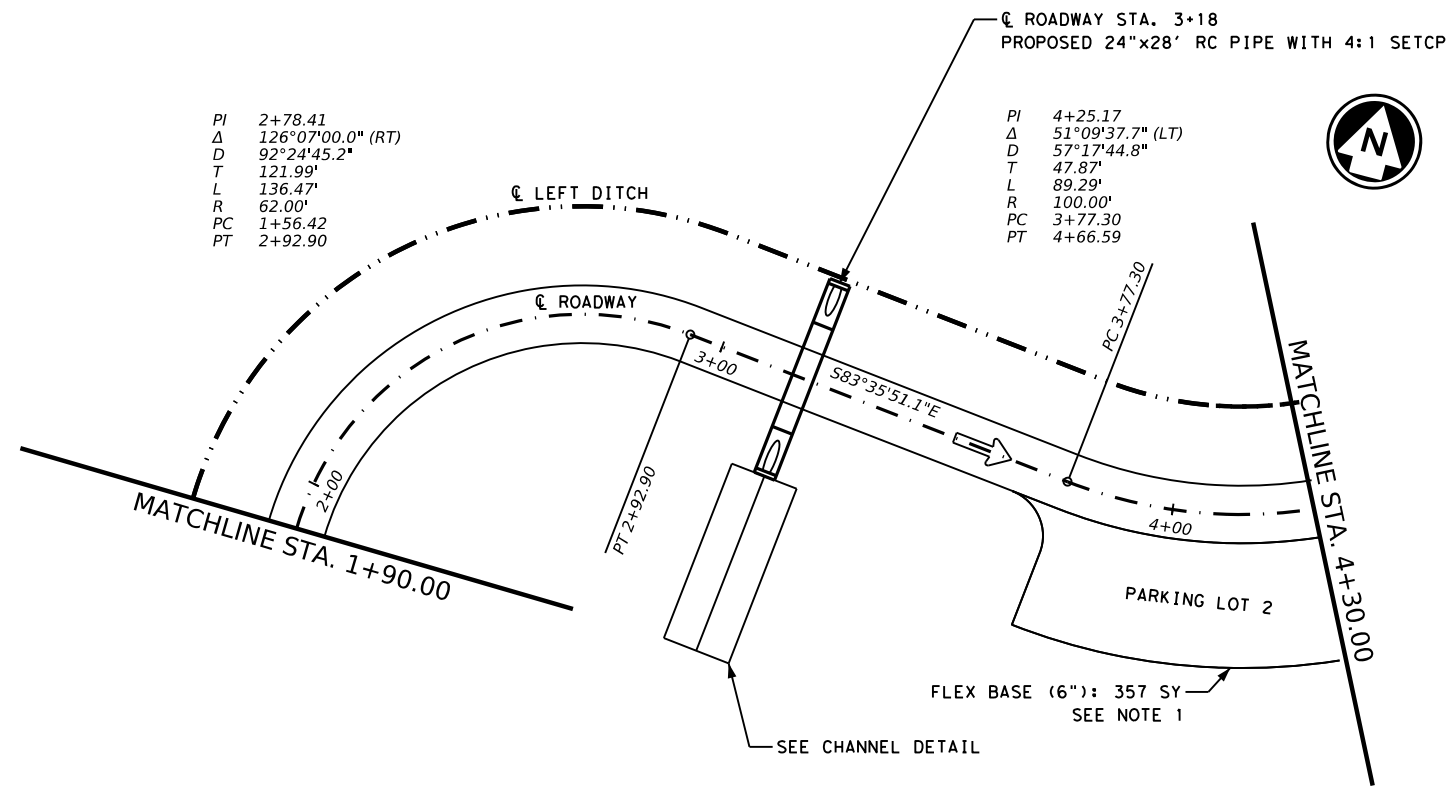 ℄ ROADWAY STA. 3+18
PROPOSED 24"x28' RC PIPE WITH 4:1 SETCP
PI 2+78.41
Δ 126°07'00.0" (RT)
D 92°24'45.2"
T 121.99'
L 136.47'
R 62.00'
PC 1+56.42
PT 2+92.90
PI 4+25.17
Δ 51°09'37.7" (LT)
D 57°17'44.8"
T 47.87'
L 89.29'
R 100.00'
PC 3+77.30
PT 4+66.59
N
℄ LEFT DITCH
℄ ROADWAY
PC 3+77.30
3+00
S83°35'51.1"E
2+00
PT 2+92.90
4+00
MATCHLINE STA. 1+90.00
MATCHLINE STA. 4+30.00
PARKING LOT 2
FLEX BASE (6"): 357 SY
SEE NOTE 1
SEE CHANNEL DETAIL